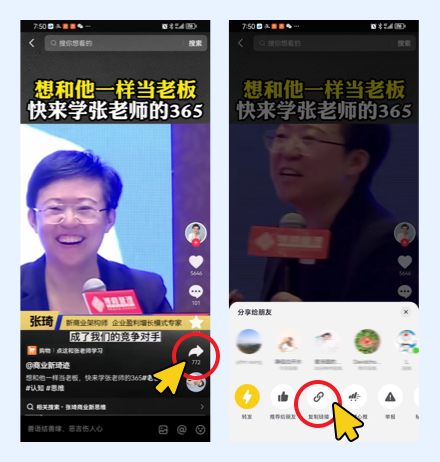 7:50
搜你想看的
搜索
想和他一样当老板
快来学张老师的365
5646
101
张琦
新商业架构师 企业盈利增长模式专家
成了我们的竞争对手
772
购物｜点这和张老师学习
@商业新琦迹
想和他一样当老板，快来学张老师的365#名
#认知 #思维
相关搜索·张琦商业新思维
善语结善缘，恶言伤人心
7:50
搜你想看的
搜索
想和他一样当老板
快来学张老师的365
5646
101
分享给朋友
转发
推荐给朋友
复制链接
举报